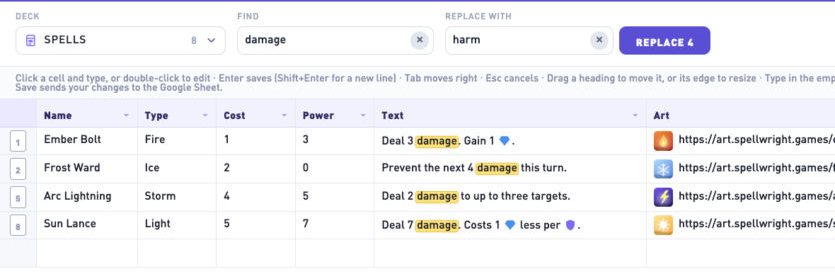 DECK FIND REPLACE WITH
SPELLS 8 damage harm REPLACE 4
Click a cell and type, or double-click to edit · Enter saves (Shift+Enter for a new line) · Tab moves right · Esc cancels · Drag a heading to move it, or its edge to resize · Type in the emp
Save sends your changes to the Google Sheet.
Name Type Cost Power Text Art
1 Ember Bolt Fire 1 3 Deal 3 damage. Gain 1 . https://art.spellwright.games/
2 Frost Ward Ice 2 0 Prevent the next 4 damage this turn. https://art.spellwright.games/
5 Arc Lightning Storm 4 5 Deal 2 damage to up to three targets. https://art.spellwright.games/
8 Sun Lance Light 5 7 Deal 7 damage. Costs 1 less per . https://art.spellwright.games/